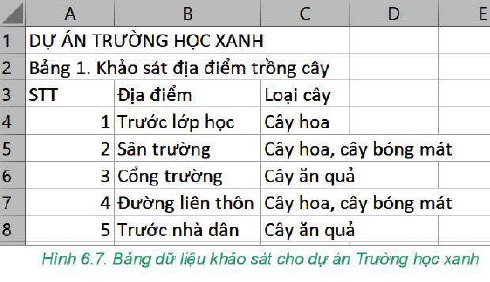 A B C D E
1 DỰ ÁN TRƯỜNG HỌC XANH
2 Bảng 1. Khảo sát địa điểm trồng cây
3 STT Địa điểm Loại cây
4 1 Trước lớp học Cây hoa
5 2 Sân trường Cây hoa, cây bóng mát
6 3 Cổng trường Cây ăn quả
7 4 Đường liên thôn Cây hoa, cây bóng mát
8 5 Trước nhà dân Cây ăn quả
Hình 6.7. Bảng dữ liệu khảo sát cho dự án Trường học xanh